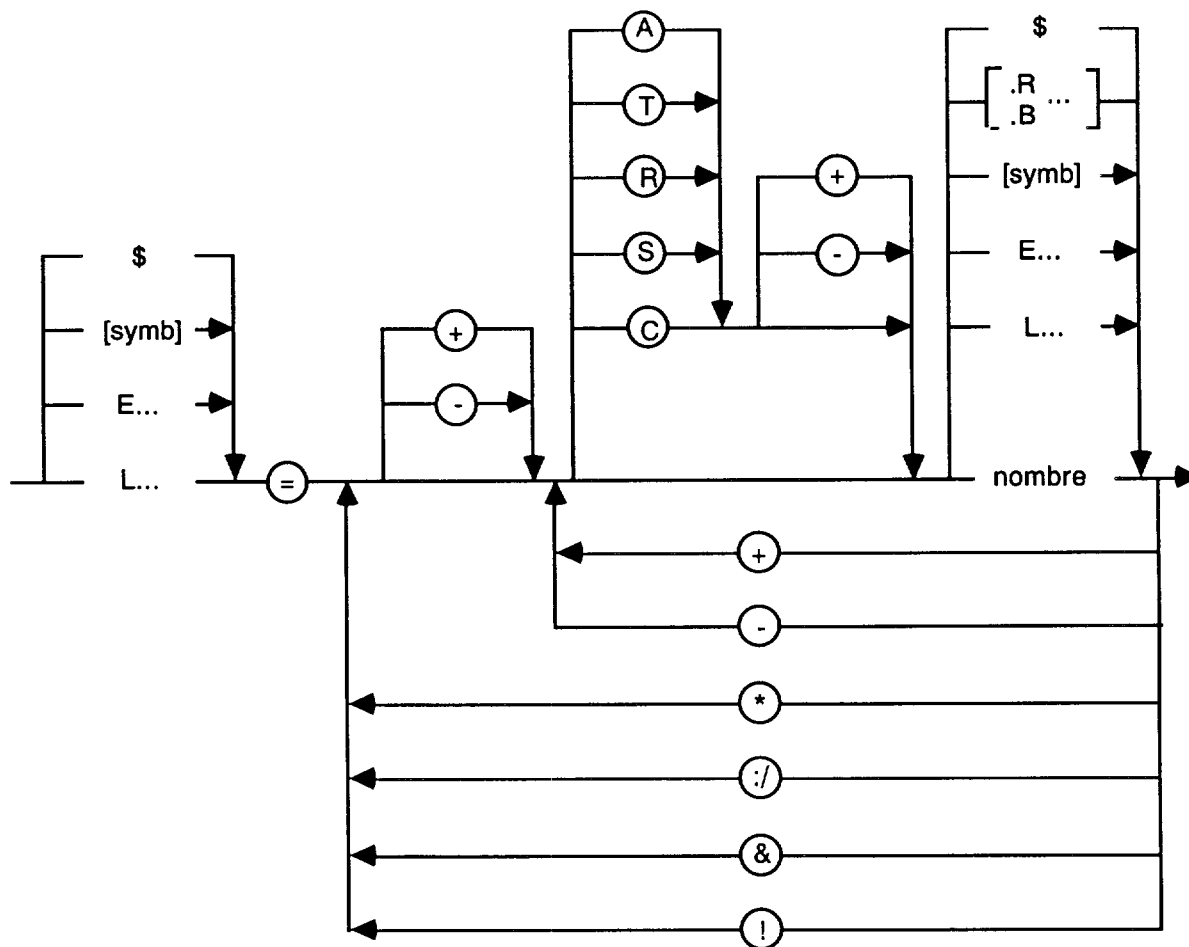 A
$
T
.R
.B ...
R
+
[symb]
$
S
-
E...
[symb]
+
C
L...
E...
-
L...
=
nombre
+
-
*
:/
&
!